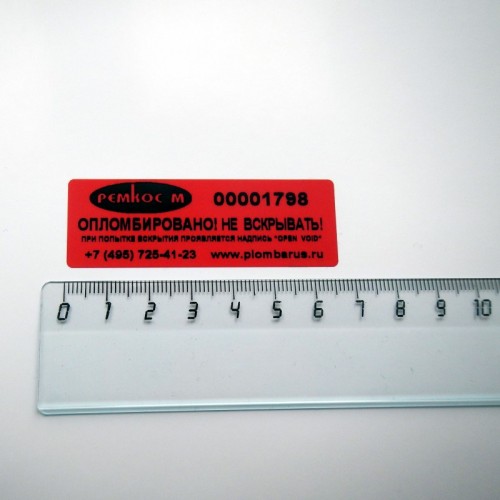 РЕМКОС М 00001798
ОПЛОМБИРОВАНО! НЕ ВСКРЫВАТЬ!
ПРИ ПОПЫТКЕ ВСКРЫТИЯ ПРОЯВЛЯЕТСЯ НАДПИСЬ "OPEN VOID"
+7 (495) 725-41-23 www.plombarus.ru
0 1 2 3 4 5 6 7 8 9 10